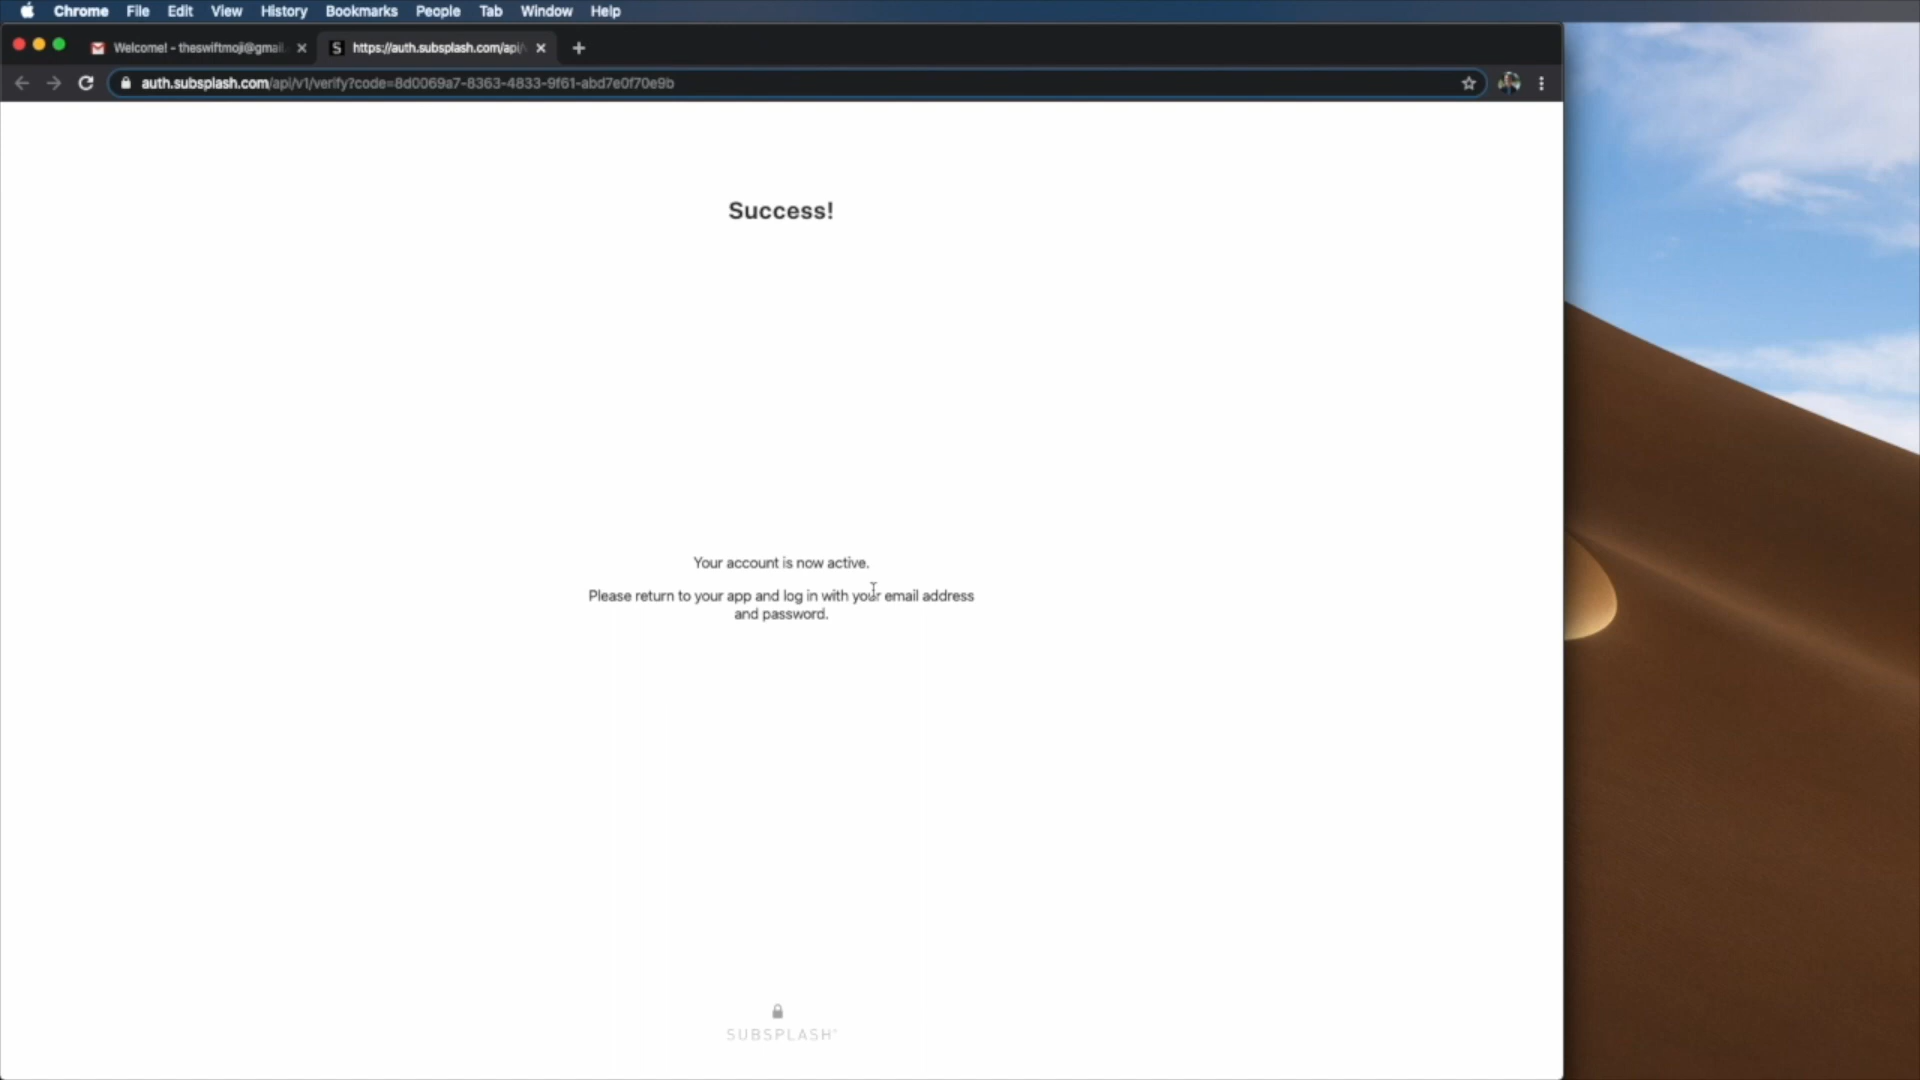 Chrome File Edit View History Bookmarks People Tab Window Help
Welcome! - theswiftmoji@gmail.
S https://auth.subsplash.com/api/
auth.subsplash.com/api/v1/verify?code=8d0069a7-8363-4833-9f61-abd7e0f70e9b
Success!
Your account is now active.
Please return to your app and log in with your email address
and password.
SUBSPLASH